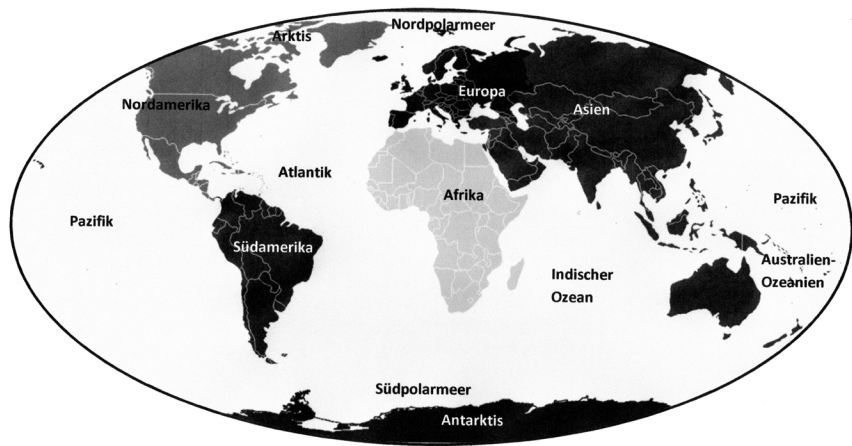 Nordpolarmeer
Arktis
Europa
Nordamerika
Asien
Atlantik
Afrika
Pazifik
Pazifik
Südamerika
Australien-
Ozeanien
Indischer
Ozean
Südpolarmeer
Antarktis